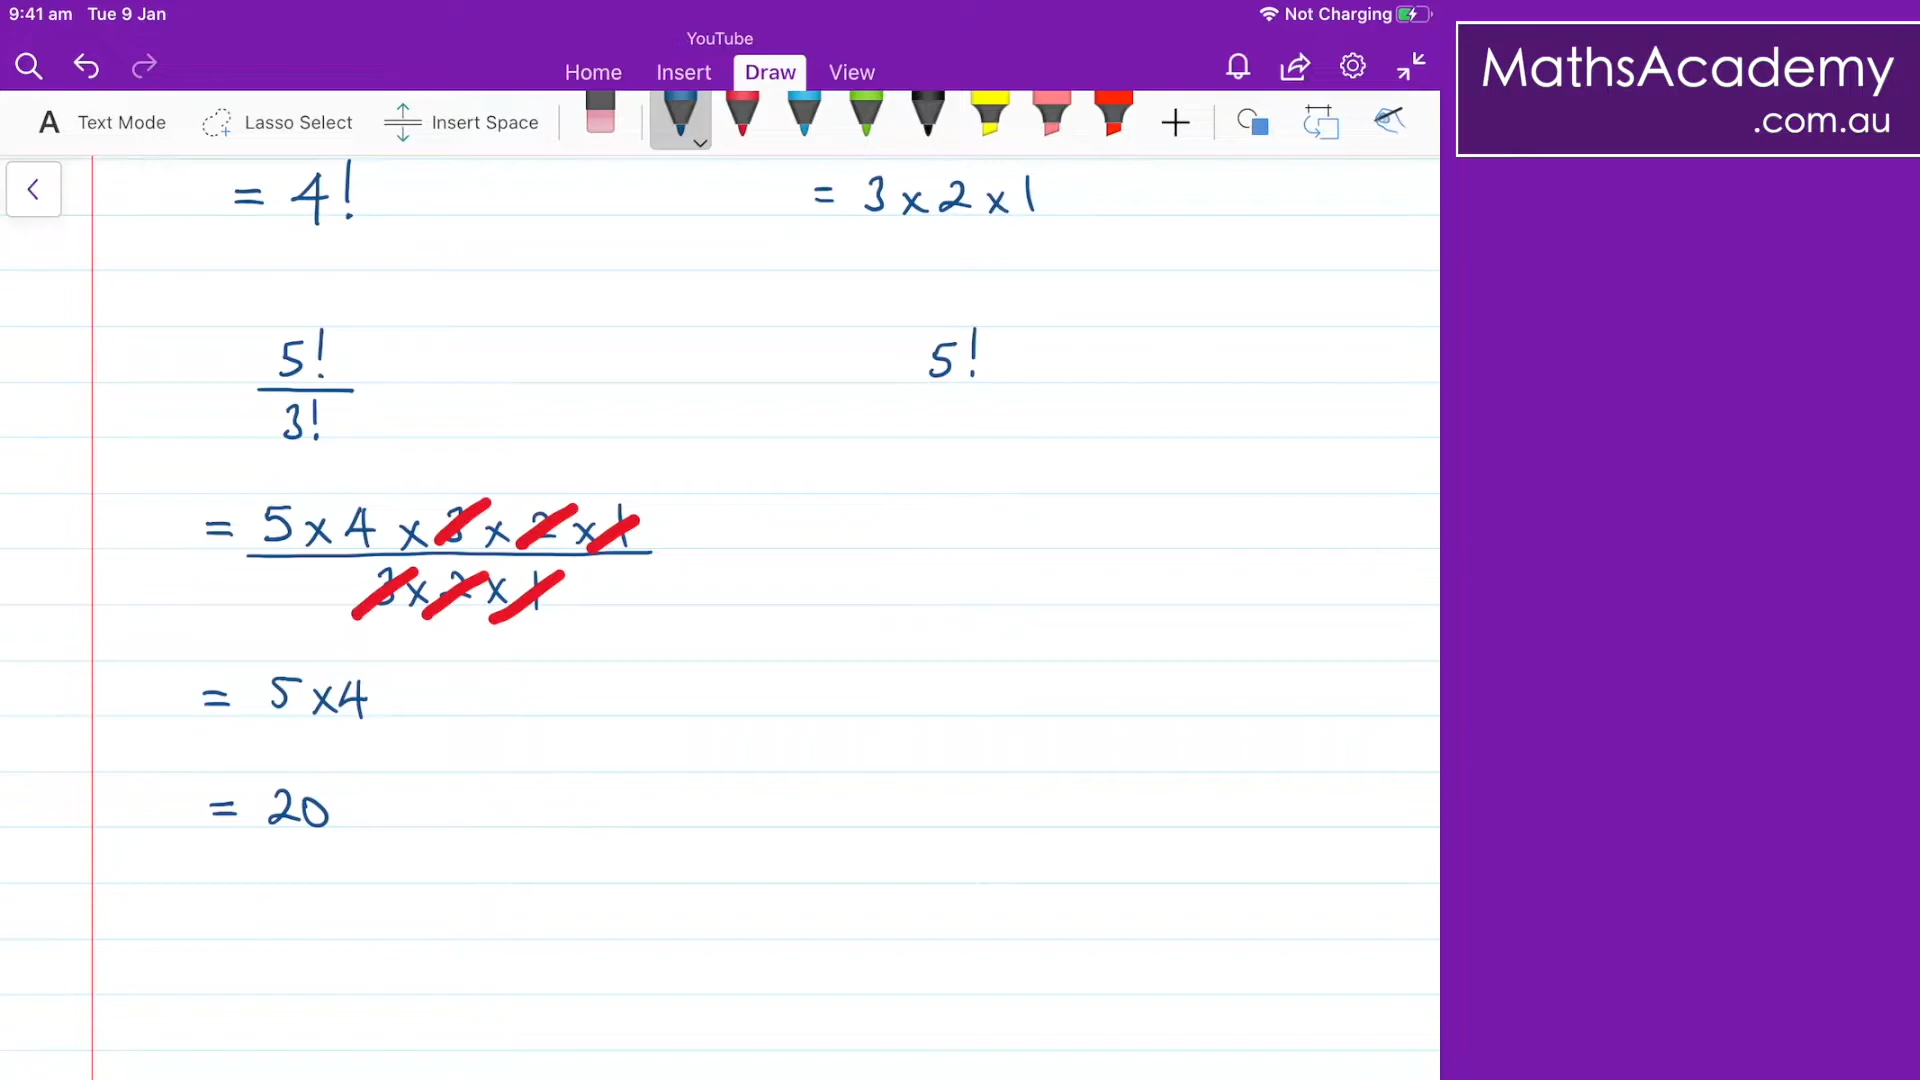 9:41 am Tue 9 Jan
Not Charging
YouTube
Home Insert Draw View
A Text Mode Lasso Select Insert Space
MathsAcademy
.com.au
= 4!
= 3 x 2 x 1
5!
3!
5!
= 5 x 4 x 3 x 2 x 1
3 x 2 x 1
= 5 x 4
= 20